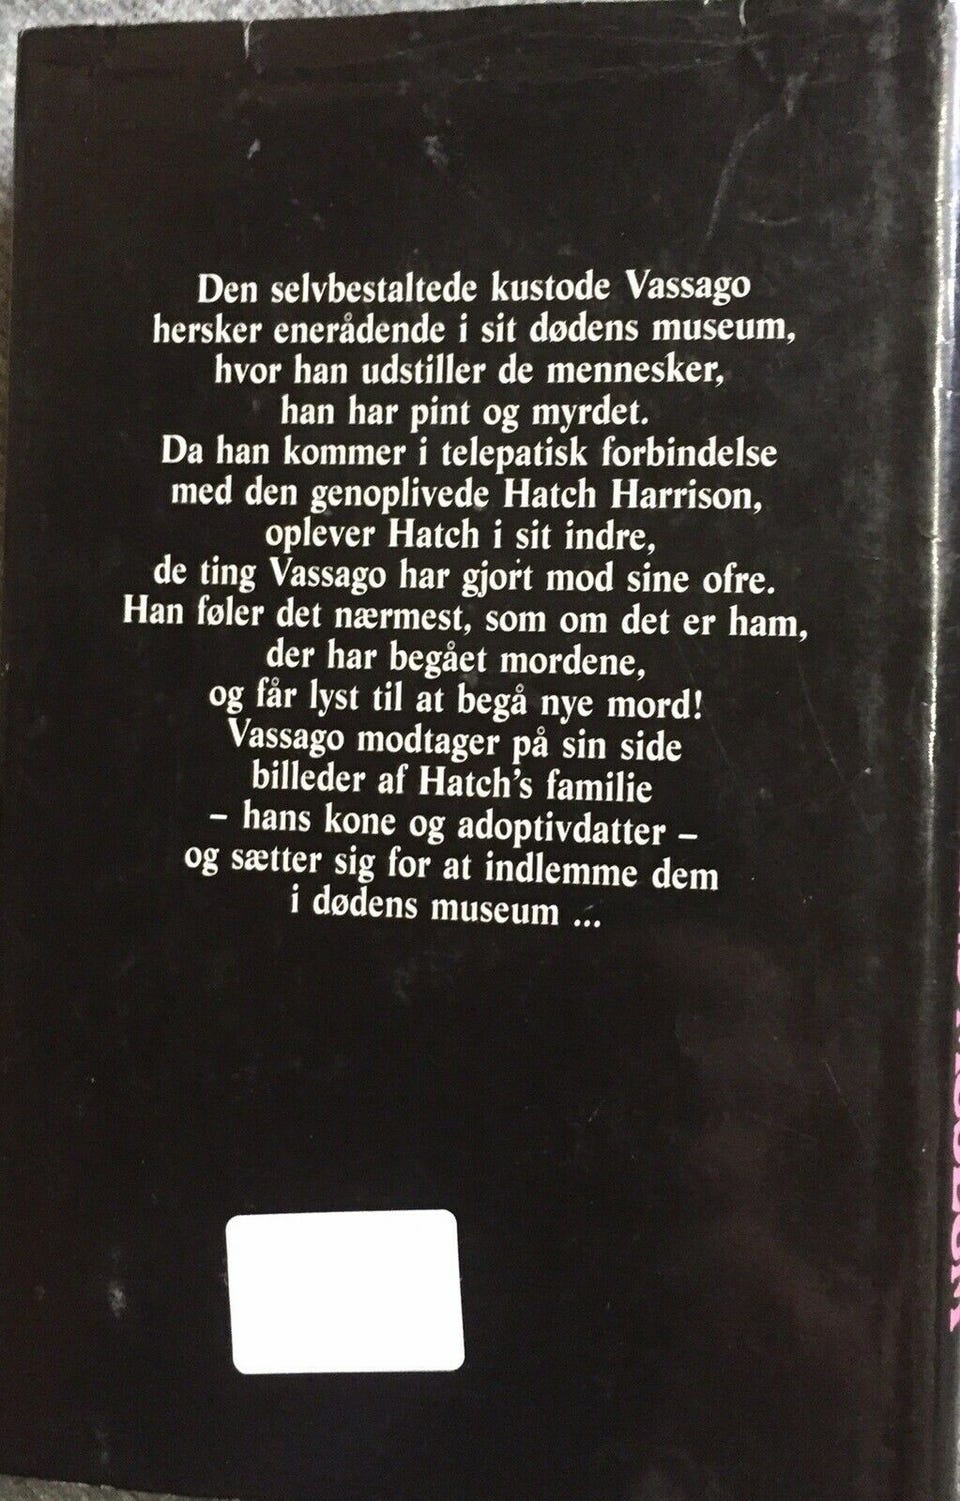 Den selvbestaltede kustode Vassago
hersker enerådende i sit dødens museum,
hvor han udstiller de mennesker,
han har pint og myrdet.
Da han kommer i telepatisk forbindelse
med den genoplivede Hatch Harrison,
oplever Hatch i sit indre,
de ting Vassago har gjort mod sine ofre.
Han føler det nærmest, som om det er ham,
der har begået mordene,
og får lyst til at begå nye mord!
Vassago modtager på sin side
billeder af Hatch's familie
– hans kone og adoptivdatter –
og sætter sig for at indlemme dem
i dødens museum ...